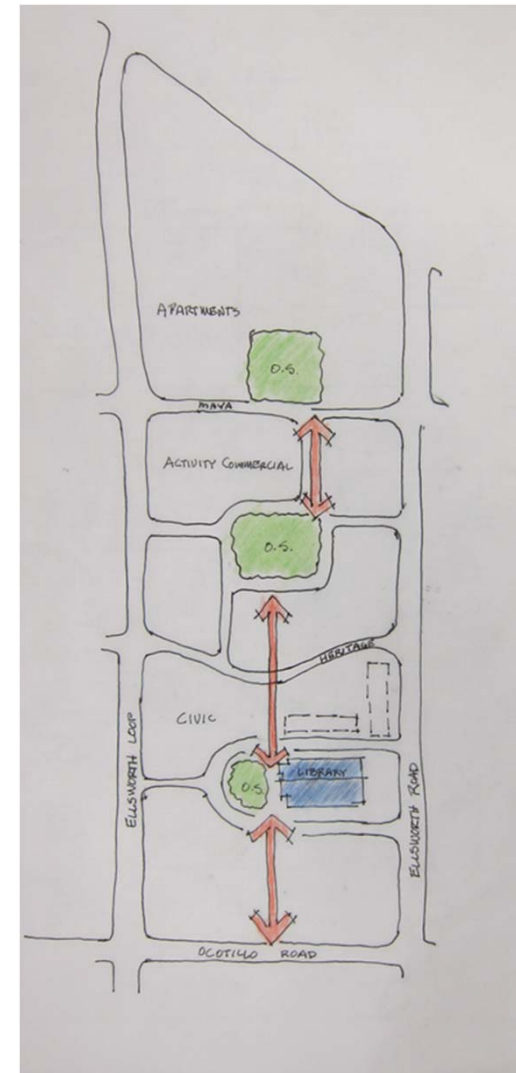 APARTMENTS
O.S.
MAYA
ACTIVITY COMMERCIAL
O.S.
HERITAGE
CIVIC
LIBRARY
O.S.
ELLSWORTH LOOP
ELLSWORTH ROAD
OCOTILLO ROAD